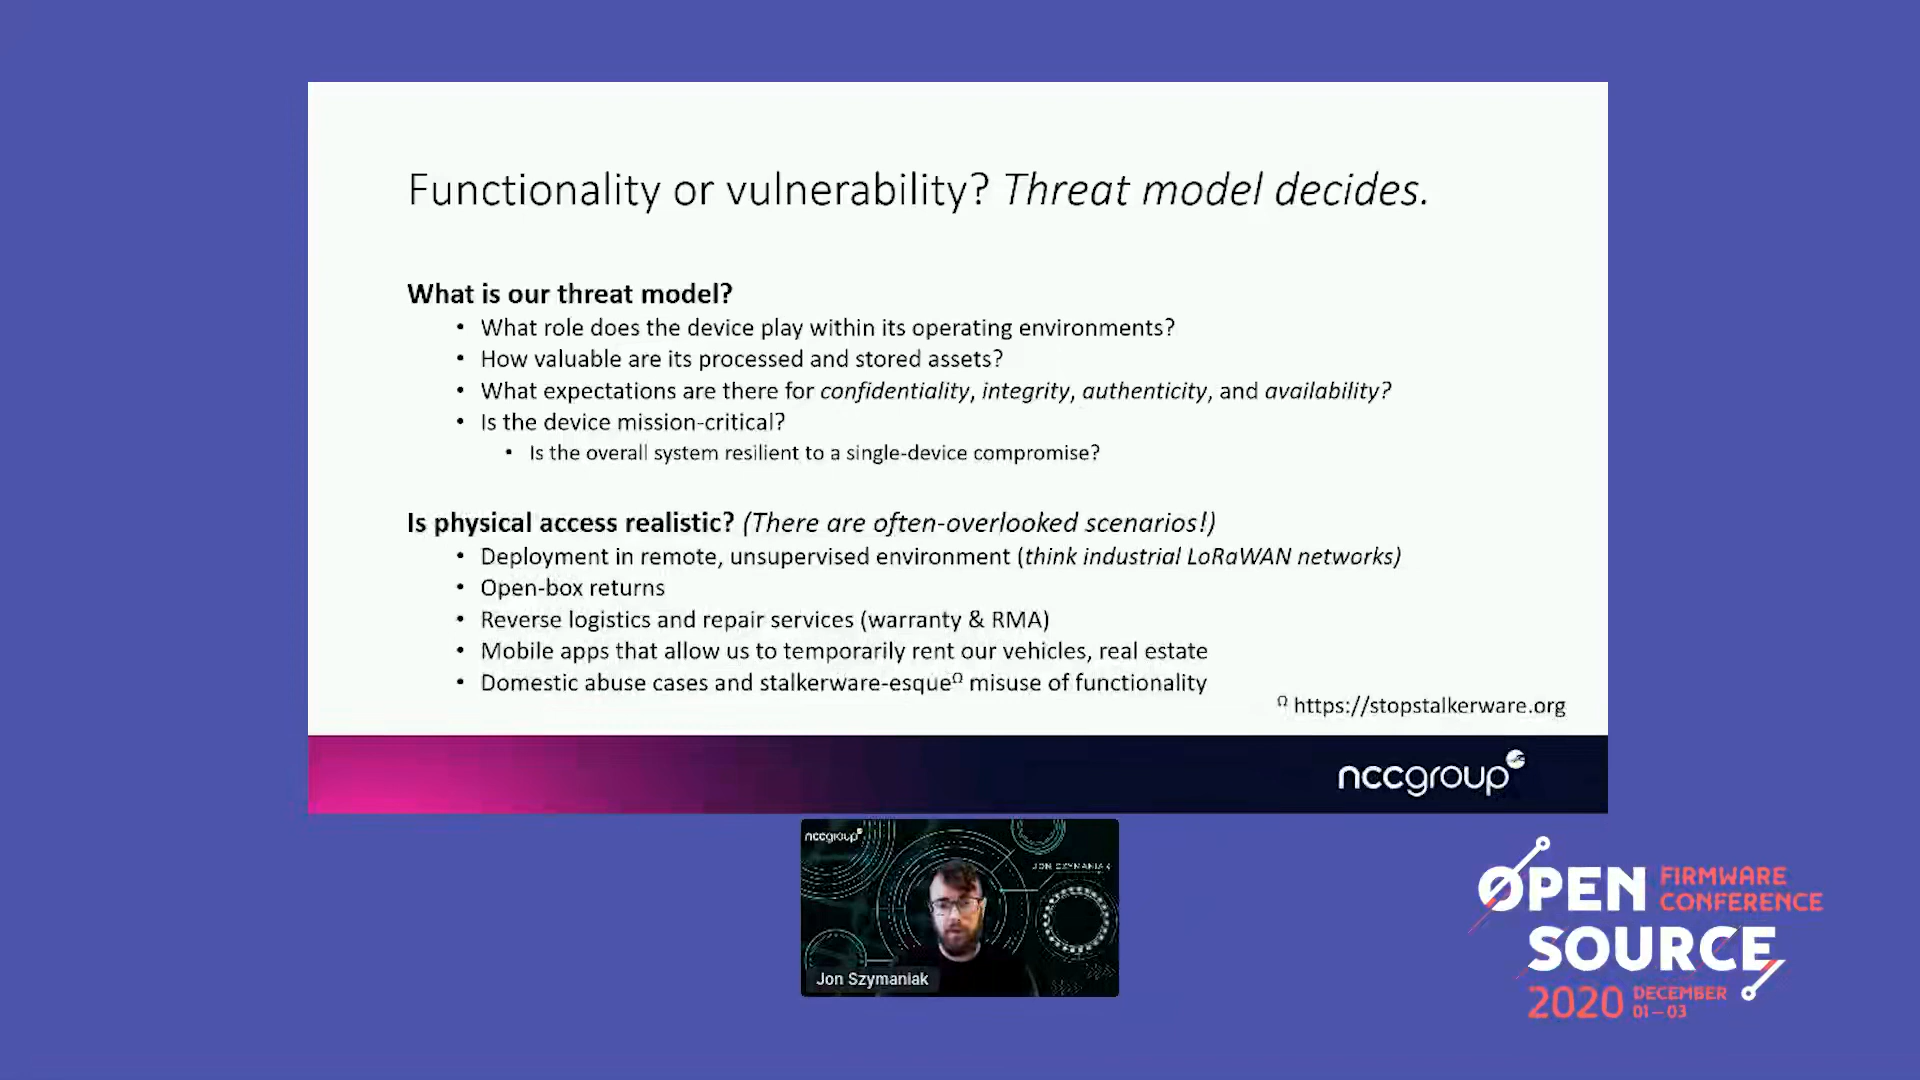 Functionality or vulnerability? Threat model decides.
What is our threat model?
• What role does the device play within its operating environments?
• How valuable are its processed and stored assets?
• What expectations are there for confidentiality, integrity, authenticity, and availability?
• Is the device mission-critical?
• Is the overall system resilient to a single-device compromise?
Is physical access realistic? (There are often-overlooked scenarios!)
• Deployment in remote, unsupervised environment (think industrial LoRaWAN networks)
• Open-box returns
• Reverse logistics and repair services (warranty & RMA)
• Mobile apps that allow us to temporarily rent our vehicles, real estate
• Domestic abuse cases and stalkerware-esqueΩ misuse of functionality
Ω https://stopstalkerware.org
nccgroup
nccgroup
JON SZYMANIAK
Jon Szymaniak
OPEN
FIRMWARE
CONFERENCE
SOURCE
2020
DECEMBER
01—03